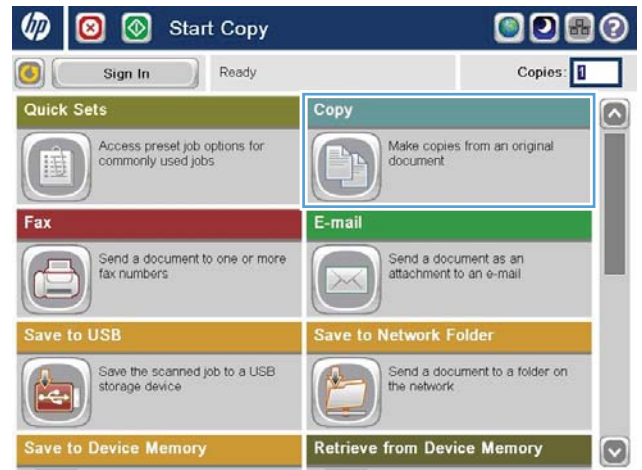 hp
Start Copy
?
Sign In
Ready
Copies: 1
Quick Sets
Access preset job options for
commonly used jobs
Copy
Make copies from an original
document
Fax
Send a document to one or more
fax numbers
E-mail
Send a document as an
attachment to an e-mail
Save to USB
Save the scanned job to a USB
storage device
Save to Network Folder
Send a document to a folder on
the network
Save to Device Memory
Retrieve from Device Memory